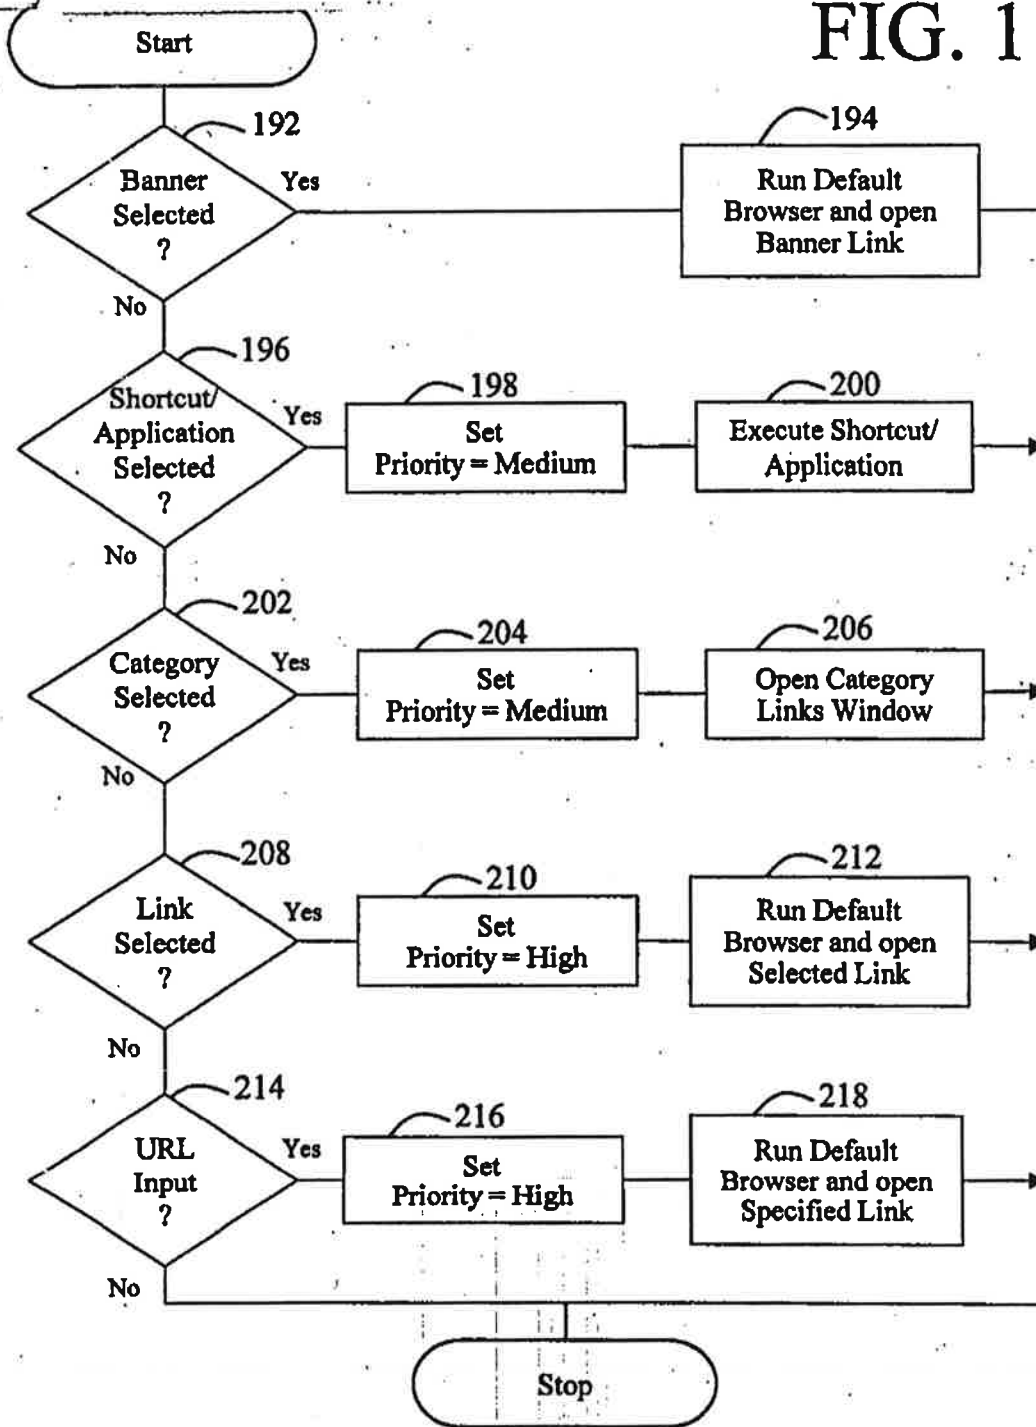 FIG. 1
Start
192
Banner
Selected
?
Yes
194
Run Default
Browser and open
Banner Link
No
196
Shortcut/
Application
Selected
?
Yes
198
Set
Priority = Medium
200
Execute Shortcut/
Application
No
202
Category
Selected
?
Yes
204
Set
Priority = Medium
206
Open Category
Links Window
No
208
Link
Selected
?
Yes
210
Set
Priority = High
212
Run Default
Browser and open
Selected Link
No
214
URL
Input
?
Yes
216
Set
Priority = High
218
Run Default
Browser and open
Specified Link
No
Stop